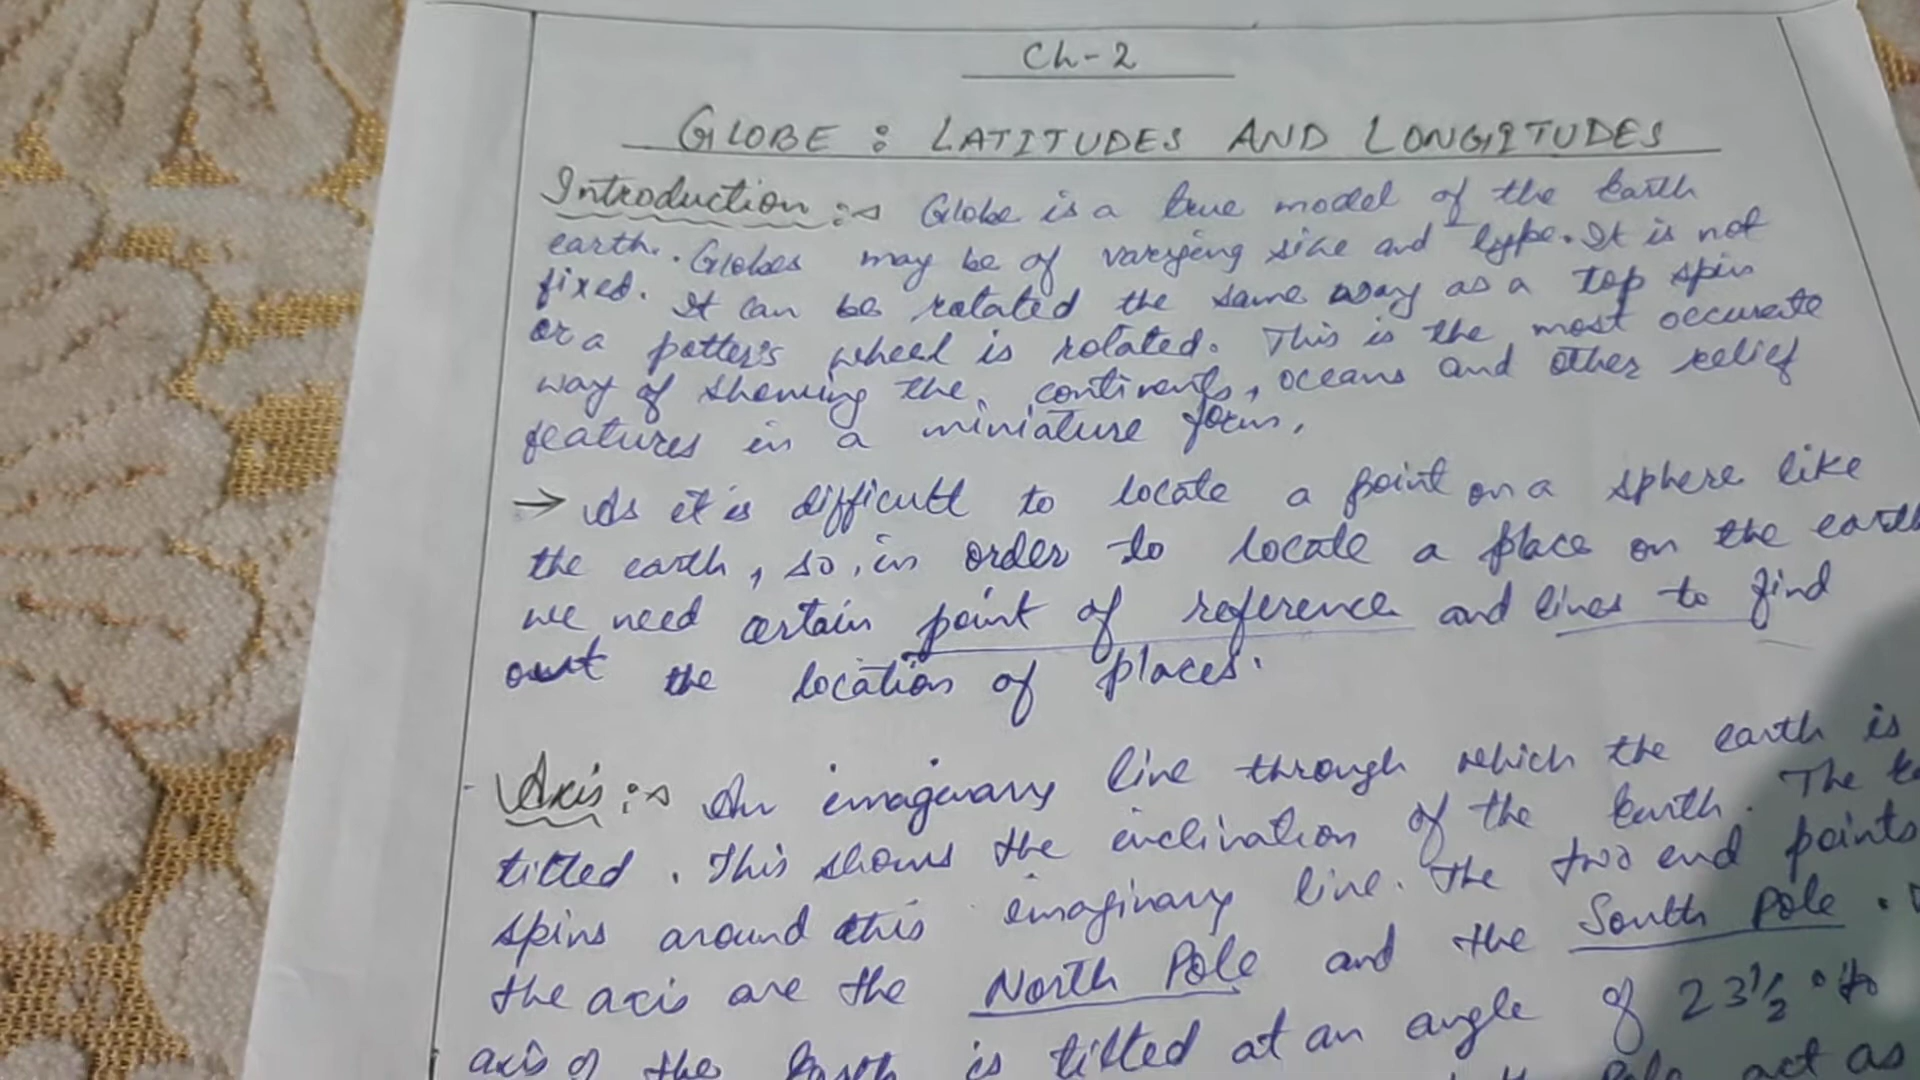 Ch-2
GLOBE : LATITUDES AND LONGITUDES
Introduction :→ Globe is a true model of the Earth
earth. Globes may be of varying size and type. It is not
fixed. It can be rotated the same way as a top spin
or a potter's wheel is rotated. This is the most accurate
way of showing the continents, oceans and other relief
features in a miniature form.
→ As it is difficult to locate a point on a sphere like
the earth, so, in order to locate a place on the earth
we need certain point of reference and lines to find
out the location of places.
Axis :→ An imaginary line through which the earth is
titled. This shows the inclination of the Earth. The
spins around this imaginary line. The two end points
the axis are the North Pole and the South Pole.
axis of the Earth is tilted at an angle of 23½° to
act as